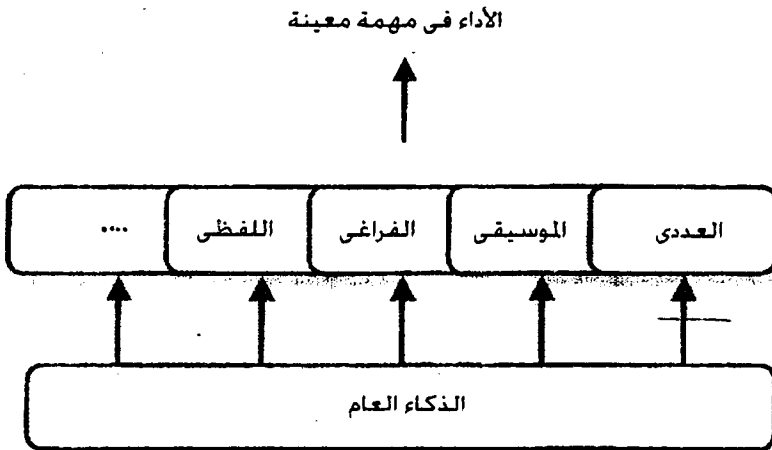 الأداء فى مهمة معينة
العددى
الموسيقى
الفراغى
اللفظى
....
الذكاء العام